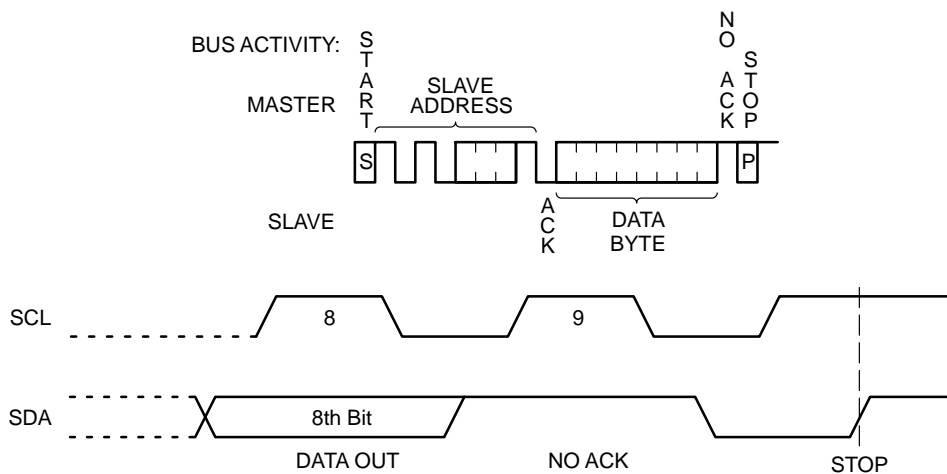 BUS ACTIVITY:
MASTER
START
SLAVE
ADDRESS
NO ACK
STOP
S
P
SLAVE
ACK
DATA
BYTE
SCL
8
9
SDA
8th Bit
DATA OUT
NO ACK
STOP